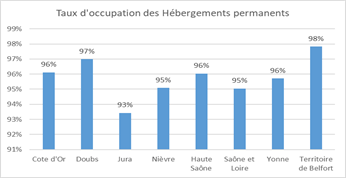 Taux d'occupation des Hébergements permanents
99%
98%
97%
96%
95%
94%
93%
92%
91%
96%
97%
93%
95%
96%
95%
96%
98%
Cote d'Or
Doubs
Jura
Nièvre
Haute
Saône
Saône et
Loire
Yonne
Territoire
de Belfort